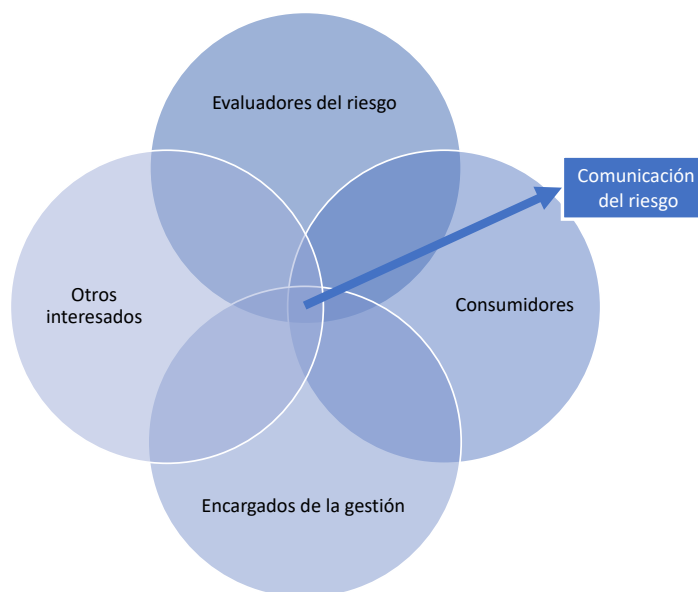 Evaluadores del riesgo
Comunicación
del riesgo
Otros
interesados
Consumidores
Encargados de la gestión